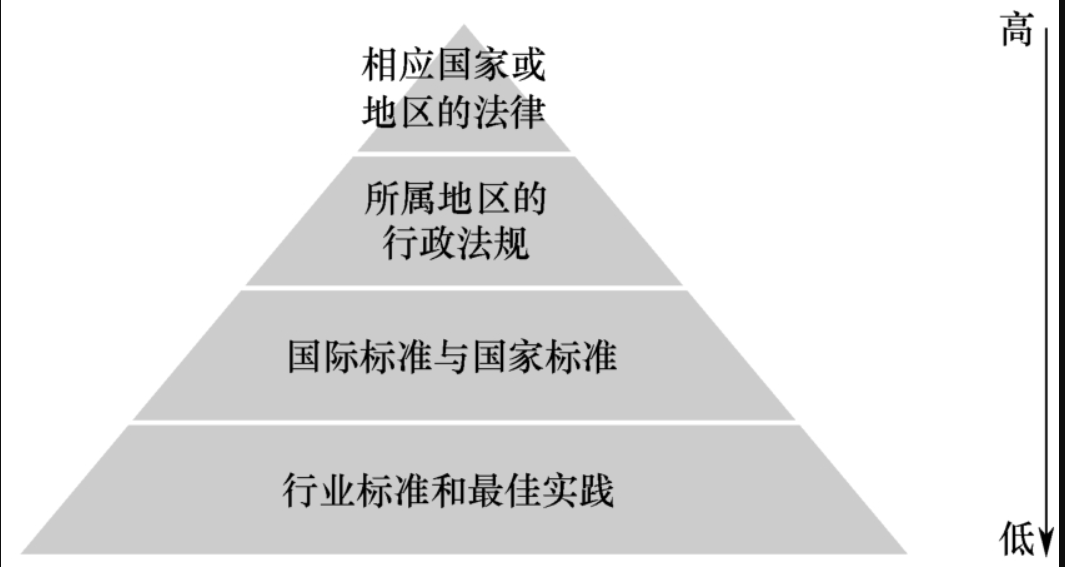 高
相应国家或
地区的法律
所属地区的
行政法规
国际标准与国家标准
行业标准和最佳实践
低